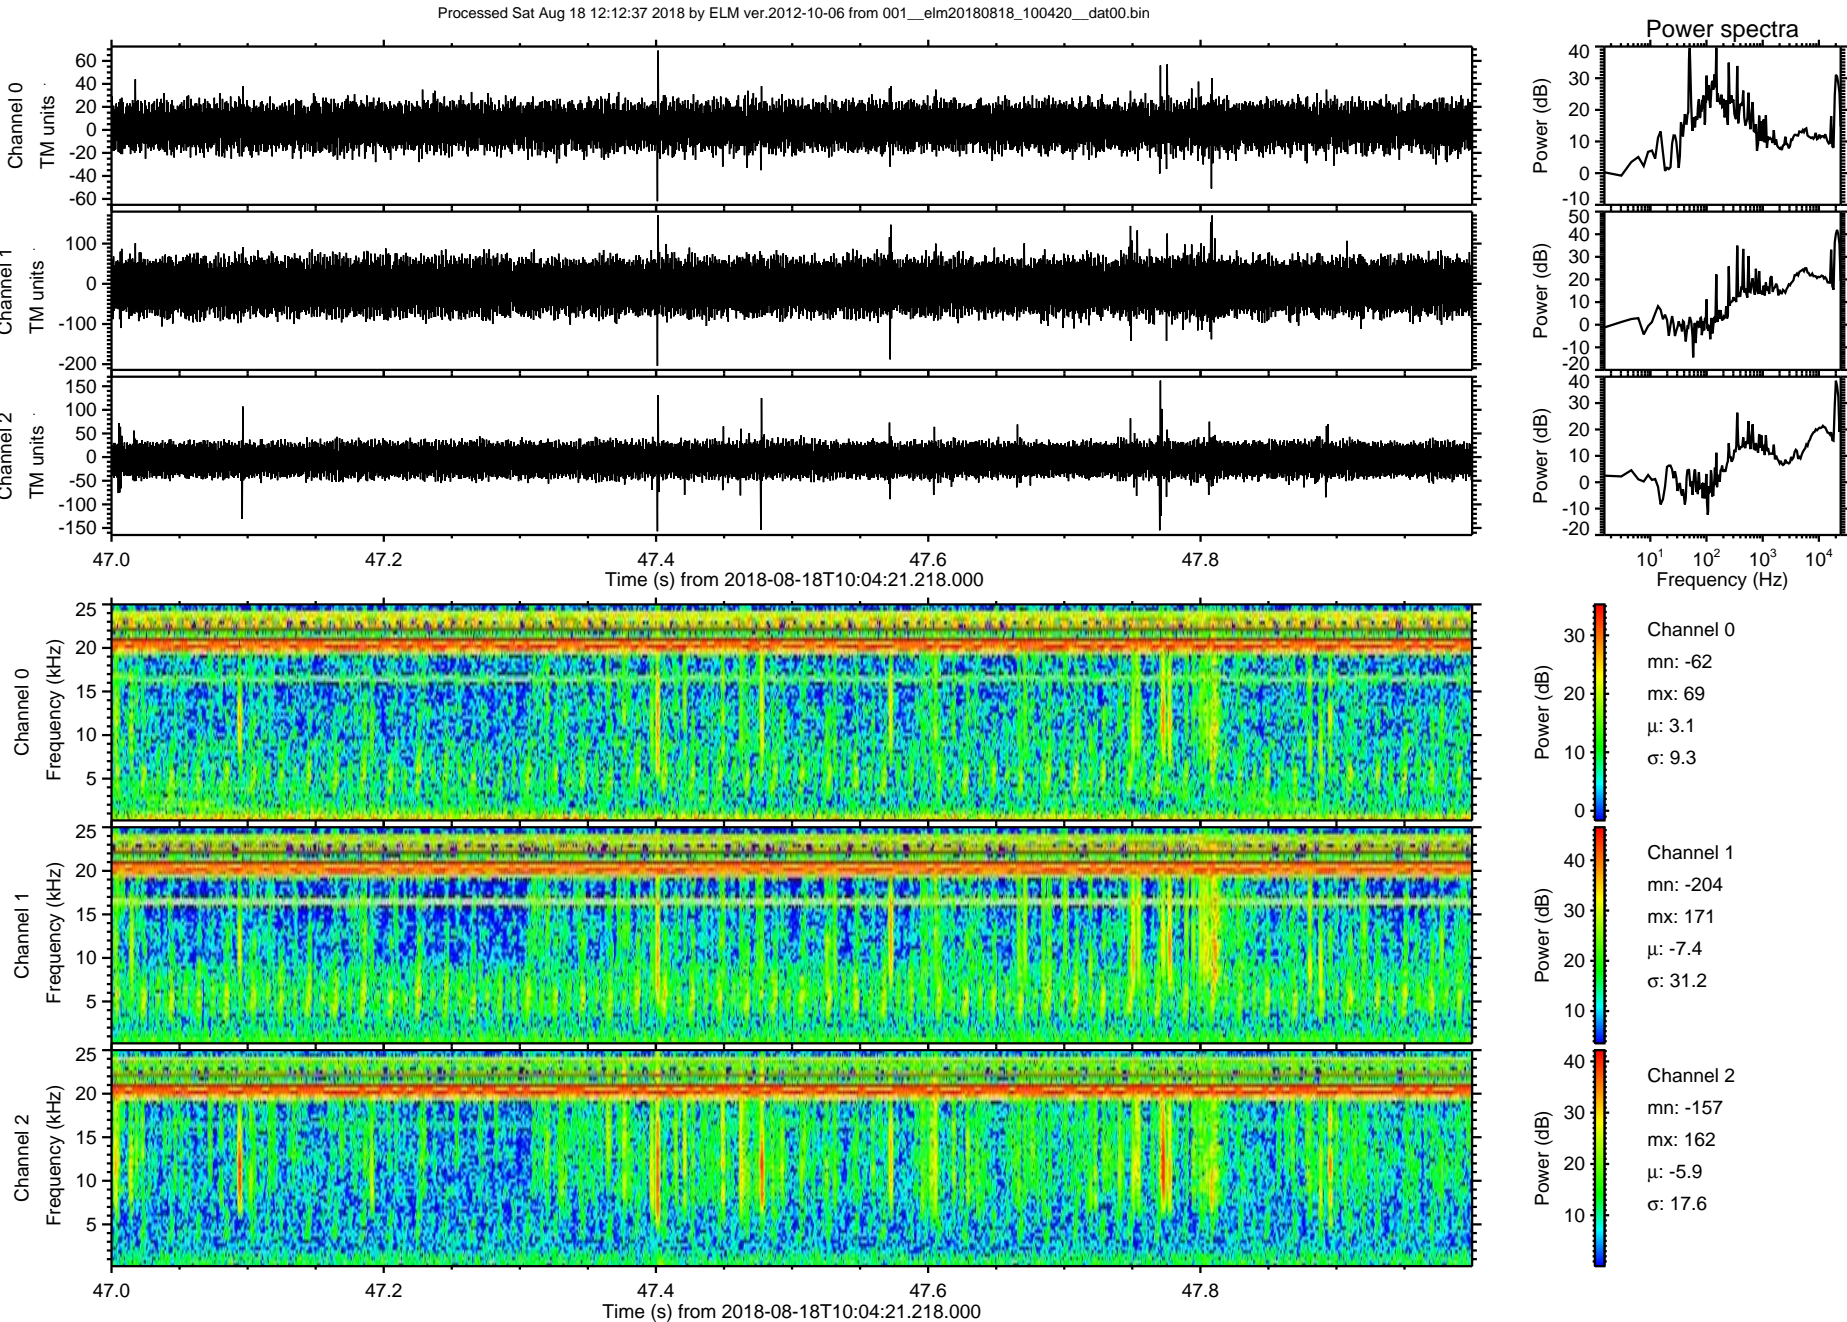 Processed Sat Aug 18 12:12:37 2018 by ELM ver.2012-10-06 from 001__elm20180818_100420__dat00.bin
Power spectra
Channel 0
TM units
60
40
20
0
-20
-40
-60
Power (dB)
40
30
20
10
0
-10
Channel 1
TM units
100
0
-100
-200
Power (dB)
50
40
30
20
10
0
-10
-20
Channel 2
TM units
150
100
50
0
-50
-100
-150
Power (dB)
40
30
20
10
0
-10
-20
47.0 47.2 47.4 47.6 47.8
Time (s) from 2018-08-18T10:04:21.218.000
10¹ 10² 10³ 10⁴
Frequency (Hz)
Channel 0
Frequency (kHz)
25
20
15
10
5
Power (dB)
30
20
10
0
Channel 0
mn: -62
mx: 69
μ: 3.1
σ: 9.3
Channel 1
Frequency (kHz)
25
20
15
10
5
Power (dB)
40
30
20
10
Channel 1
mn: -204
mx: 171
μ: -7.4
σ: 31.2
Channel 2
Frequency (kHz)
25
20
15
10
5
Power (dB)
40
30
20
10
Channel 2
mn: -157
mx: 162
μ: -5.9
σ: 17.6
47.0 47.2 47.4 47.6 47.8
Time (s) from 2018-08-18T10:04:21.218.000